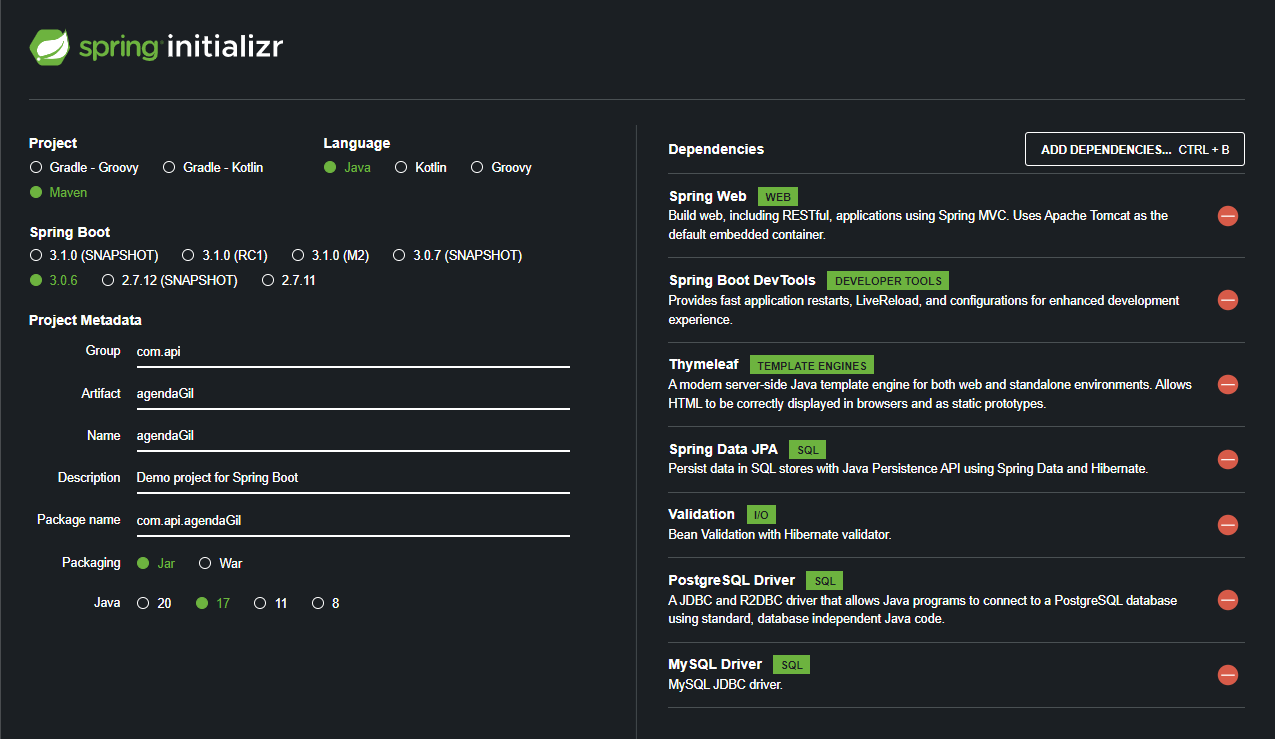 spring initializr
Project
Gradle - Groovy Gradle - Kotlin
Maven
Language
Java Kotlin Groovy
Spring Boot
3.1.0 (SNAPSHOT) 3.1.0 (RC1) 3.1.0 (M2) 3.0.7 (SNAPSHOT)
3.0.6 2.7.12 (SNAPSHOT) 2.7.11
Project Metadata
Group com.api
Artifact agendaGil
Name agendaGil
Description Demo project for Spring Boot
Package name com.api.agendaGil
Packaging Jar War
Java 20 17 11 8
Dependencies
ADD DEPENDENCIES... CTRL + B
Spring Web WEB
Build web, including RESTful, applications using Spring MVC. Uses Apache Tomcat as the
default embedded container.
Spring Boot DevTools DEVELOPER TOOLS
Provides fast application restarts, LiveReload, and configurations for enhanced development
experience.
Thymeleaf TEMPLATE ENGINES
A modern server-side Java template engine for both web and standalone environments. Allows
HTML to be correctly displayed in browsers and as static prototypes.
Spring Data JPA SQL
Persist data in SQL stores with Java Persistence API using Spring Data and Hibernate.
Validation I/O
Bean Validation with Hibernate validator.
PostgreSQL Driver SQL
A JDBC and R2DBC driver that allows Java programs to connect to a PostgreSQL database
using standard, database independent Java code.
MySQL Driver SQL
MySQL JDBC driver.